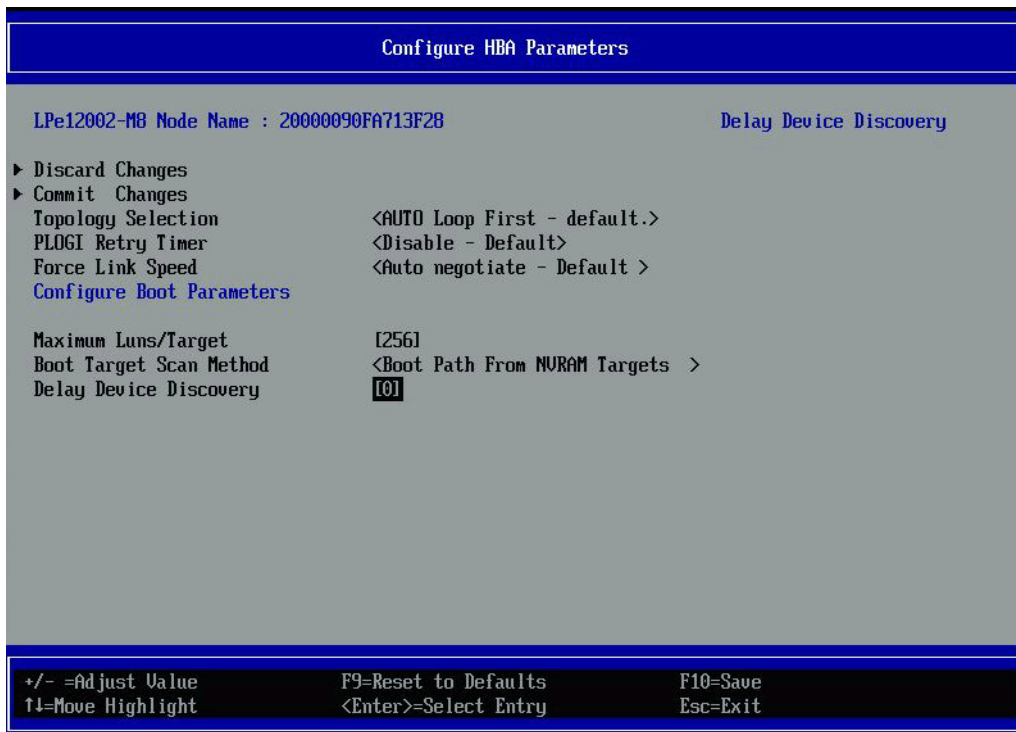 Configure HBA Parameters
LPe12002-M8 Node Name : 20000090FA713F28 Delay Device Discovery
Discard Changes
Commit Changes
Topology Selection <AUTO Loop First - default.>
PLOGI Retry Timer <Disable - Default>
Force Link Speed <Auto negotiate - Default >
Configure Boot Parameters
Maximum Luns/Target [256]
Boot Target Scan Method <Boot Path From NVRAM Targets >
Delay Device Discovery [0]
+/- =Adjust Value F9=Reset to Defaults F10=Save
↑↓=Move Highlight <Enter>=Select Entry Esc=Exit